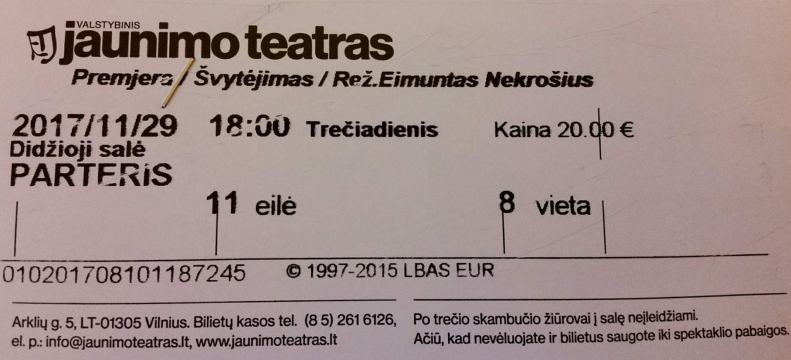 VALSTYBINIS
jaunimo teatras
Premjera / Švytėjimas / Rež.Eimuntas Nekrošius
2017/11/29 18:00 Trečiadienis Kaina 20.00 €
Didžioji salė
PARTERIS
11 eilė 8 vieta
010201708101187245 © 1997-2015 LBAS EUR
Arklių g. 5, LT-01305 Vilnius. Bilietų kasos tel. (8 5) 261 6126,
el. p.: info@jaunimoteatras.lt, www.jaunimoteatras.lt
Po trečio skambučio žiūrovai į salę neįleidžiami.
Ačiū, kad nevėluojate ir bilietus saugote iki spektaklio pabaigos.